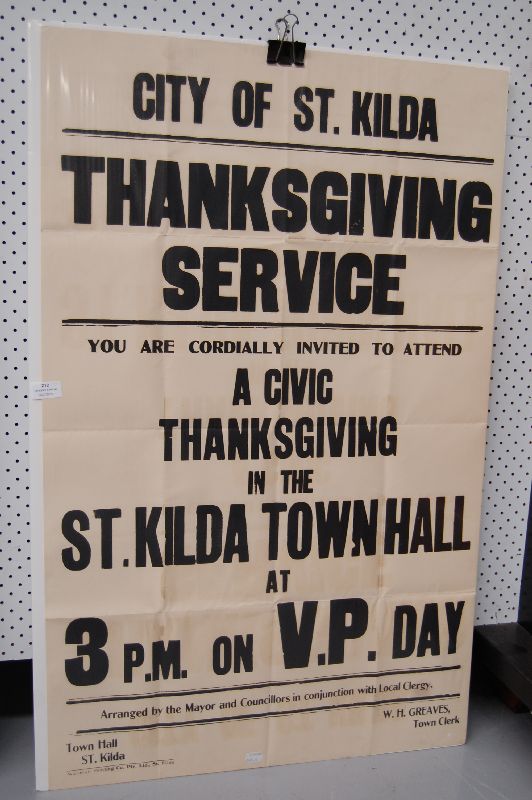 CITY OF ST. KILDA
THANKSGIVING
SERVICE
YOU ARE CORDIALLY INVITED TO ATTEND
A CIVIC
THANKSGIVING
IN THE
ST. KILDA TOWN HALL
AT
3 P.M. ON V.P. DAY
Arranged by the Mayor and Councillors in conjunction with Local Clergy.
W. H. GREAVES,
Town Clerk
Town Hall
St. Kilda
212